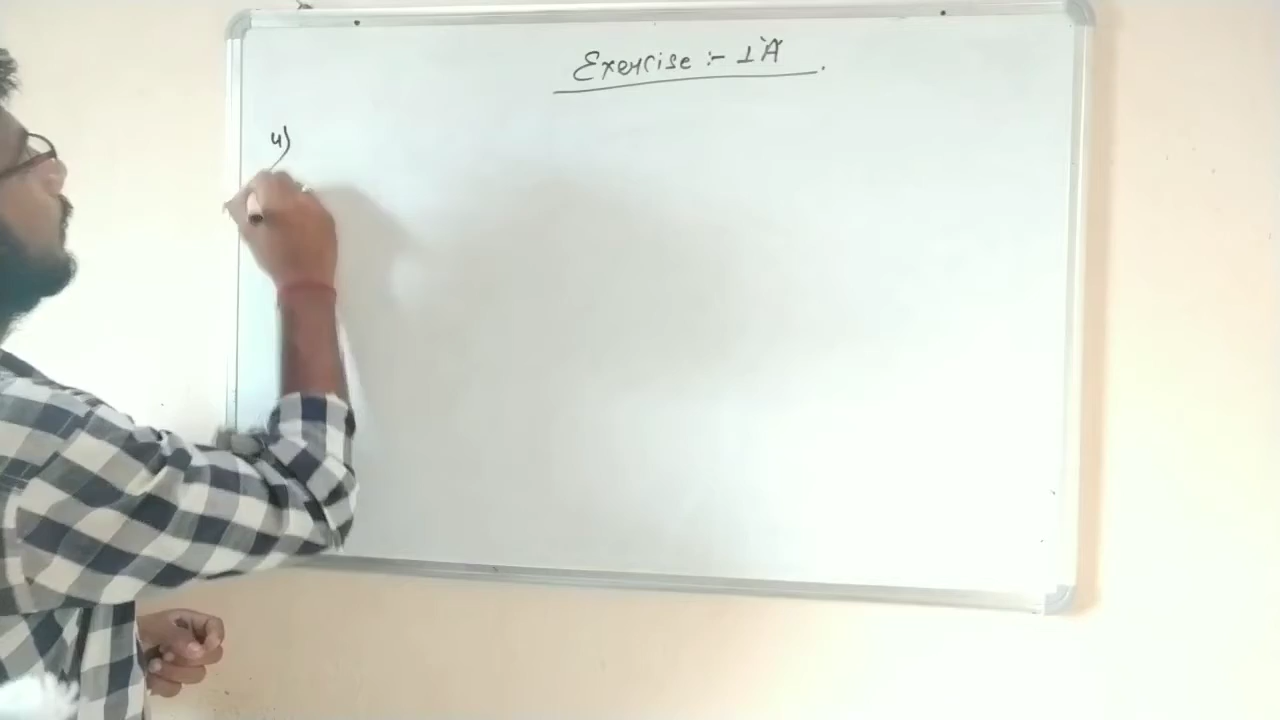 Exercise :- 1A .
4)